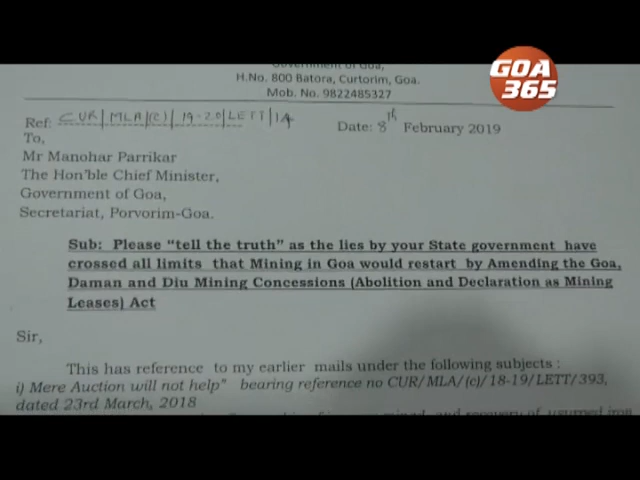 GOA
365
Government of Goa,
H.No. 800 Batora, Curtorim, Goa.
Mob. No. 9822485327
Ref: CUR/MLA/(C)/19-20/LETT/14
Date: 8th February 2019
To,
Mr Manohar Parrikar
The Hon'ble Chief Minister,
Government of Goa,
Secretariat, Porvorim-Goa.
Sub: Please "tell the truth" as the lies by your State government have
crossed all limits that Mining in Goa would restart by Amending the Goa,
Daman and Diu Mining Concessions (Abolition and Declaration as Mining
Leases) Act
Sir,
This has reference to my earlier mails under the following subjects :
i) Mere Auction will not help" bearing reference no CUR/MLA/(c)/18-19/LETT/393,
dated 23rd March, 2018
and recovery of usurped iron